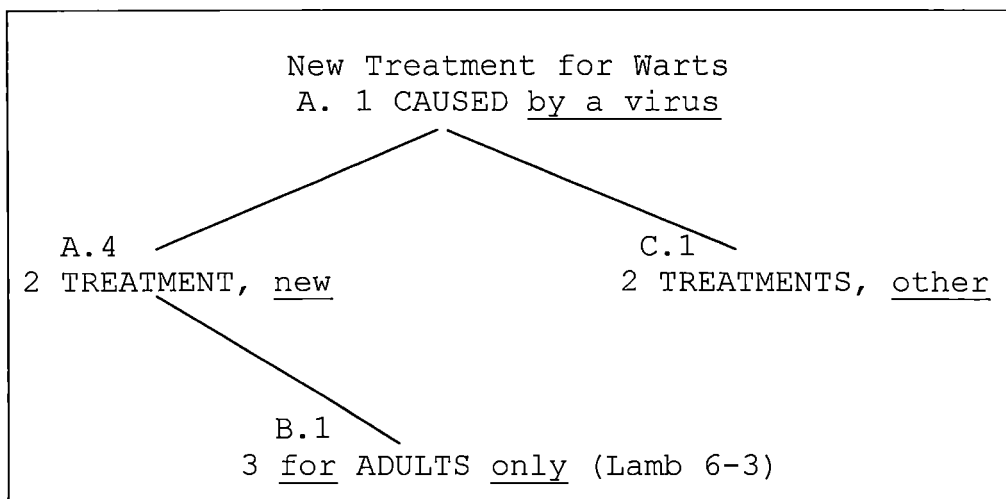 New Treatment for Warts
A. 1 CAUSED by a virus
A.4
2 TREATMENT, new
C.1
2 TREATMENTS, other
B.1
3 for ADULTS only (Lamb 6-3)